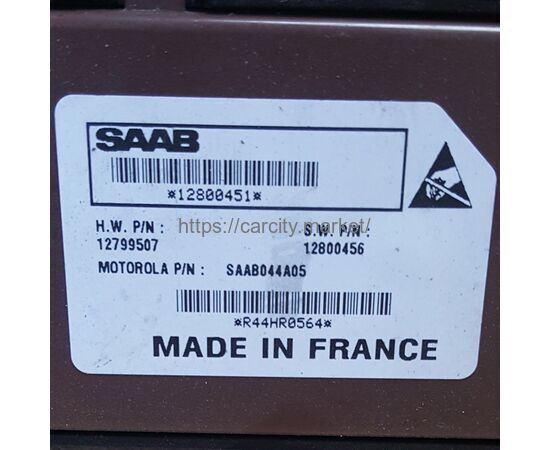 SAAB
*12800451*
H.W. P/N : S.W. P/N :
12799507 12800456
https://carcity.market/
MOTOROLA P/N : SAAB044A05
*R44HR0564*
MADE IN FRANCE